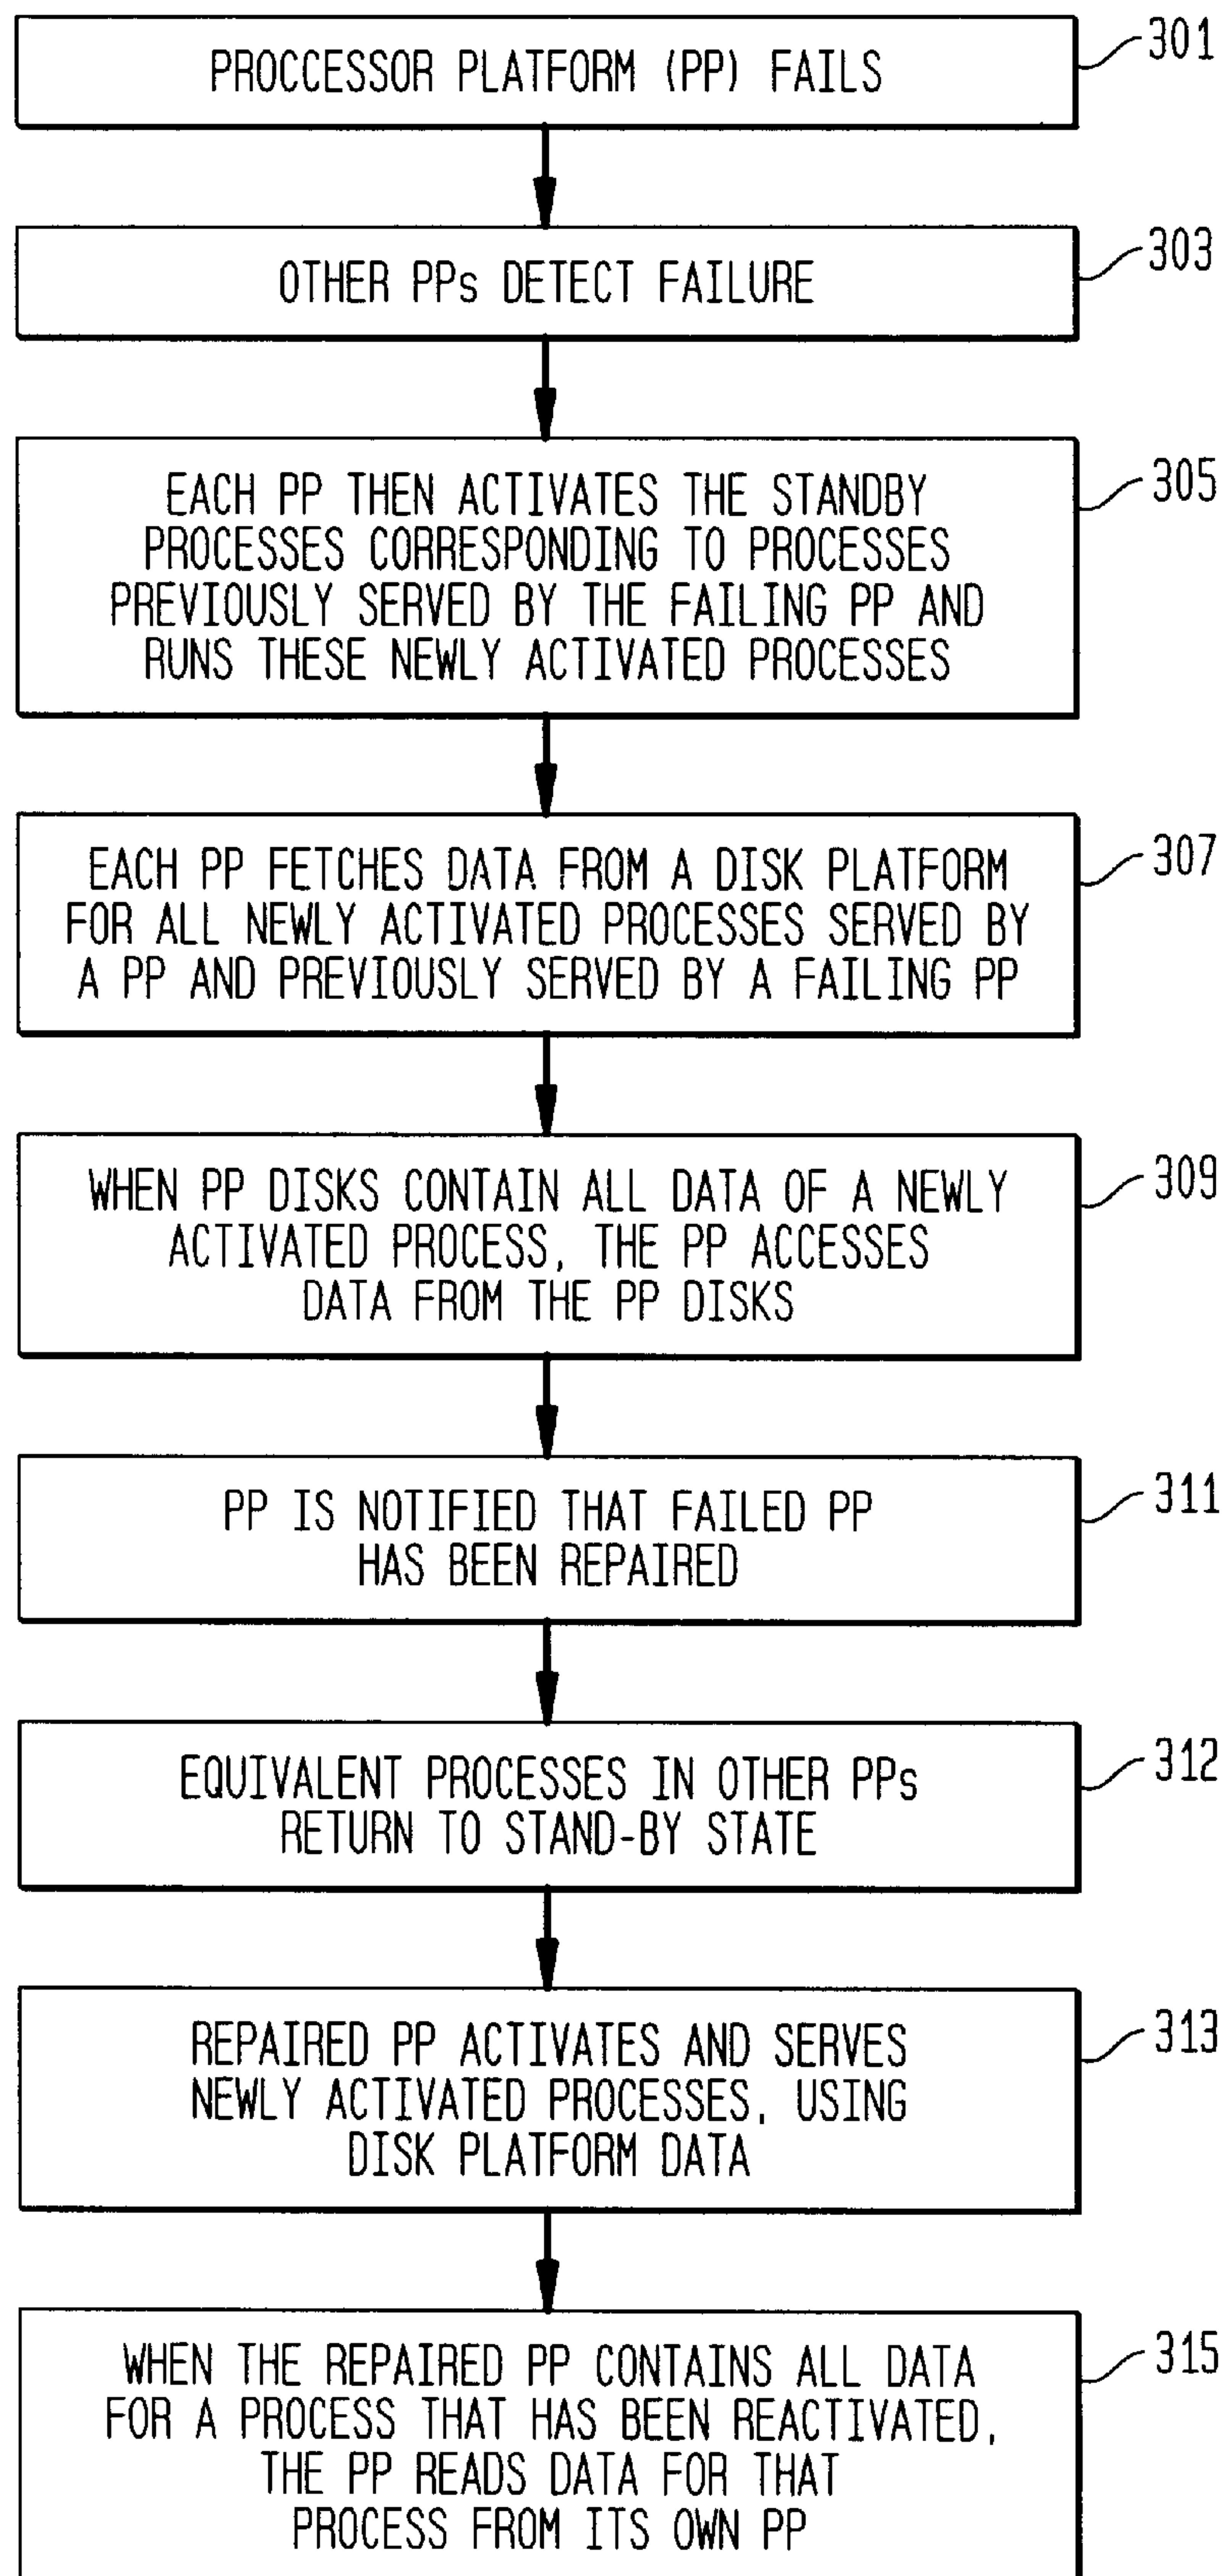 PROCCESSOR PLATFORM (PP) FAILS
301
OTHER PPs DETECT FAILURE
303
EACH PP THEN ACTIVATES THE STANDBY
PROCESSES CORRESPONDING TO PROCESSES
PREVIOUSLY SERVED BY THE FAILING PP AND
RUNS THESE NEWLY ACTIVATED PROCESSES
305
EACH PP FETCHES DATA FROM A DISK PLATFORM
FOR ALL NEWLY ACTIVATED PROCESSES SERVED BY
A PP AND PREVIOUSLY SERVED BY A FAILING PP
307
WHEN PP DISKS CONTAIN ALL DATA OF A NEWLY
ACTIVATED PROCESS, THE PP ACCESSES
DATA FROM THE PP DISKS
309
PP IS NOTIFIED THAT FAILED PP
HAS BEEN REPAIRED
311
EQUIVALENT PROCESSES IN OTHER PPs
RETURN TO STAND-BY STATE
312
REPAIRED PP ACTIVATES AND SERVES
NEWLY ACTIVATED PROCESSES, USING
DISK PLATFORM DATA
313
WHEN THE REPAIRED PP CONTAINS ALL DATA
FOR A PROCESS THAT HAS BEEN REACTIVATED,
THE PP READS DATA FOR THAT
PROCESS FROM ITS OWN PP
315